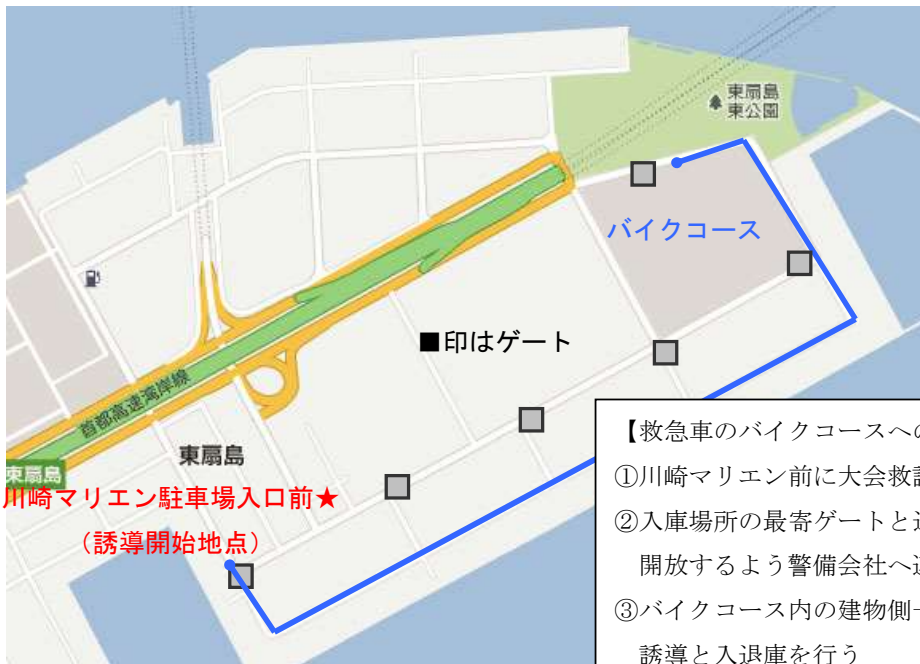 東扇島
東公園
バイクコース
■印はゲート
首都高速湾岸線
東扇島
東扇島
川崎マリエン駐車場入口前★
（誘導開始地点）
【救急車のバイクコースへの
①川崎マリエン前に大会救
②入庫場所の最寄ゲートと
開放するよう警備会社へ
③バイクコース内の建物側
誘導と入退庫を行う